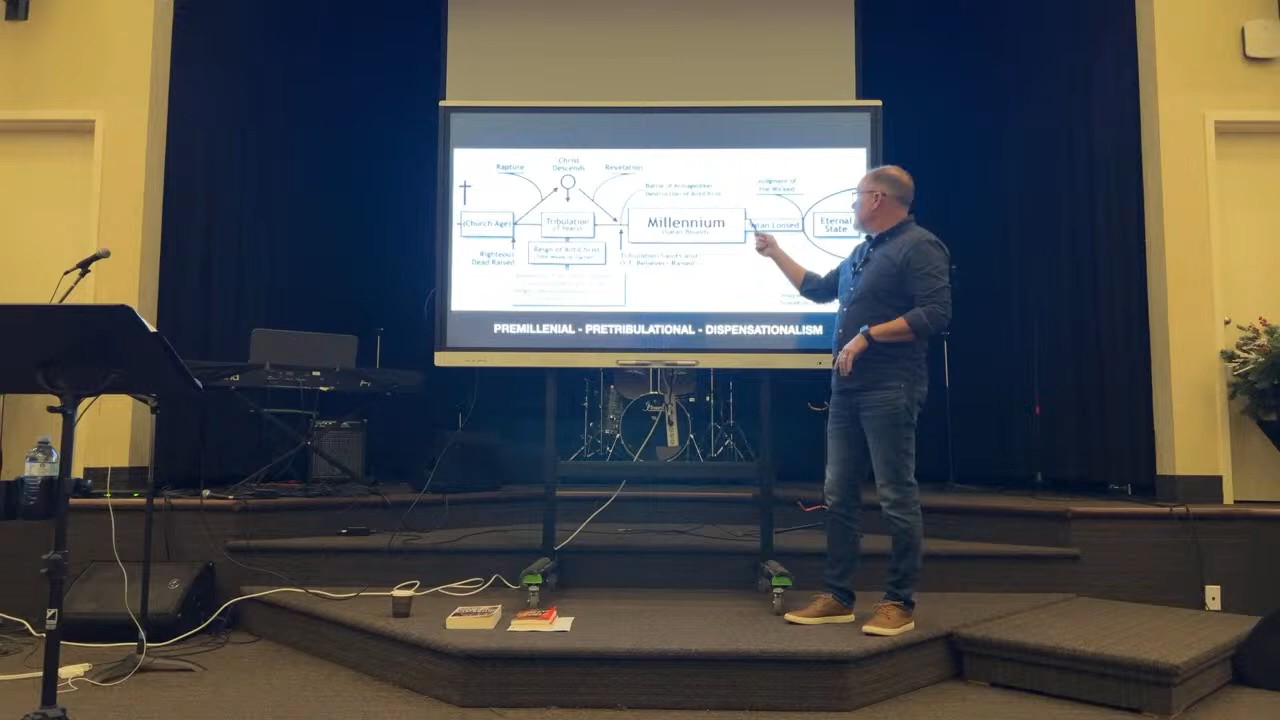 Rapture
Christ
Descends
Revelation
Battle of Armageddon
Destruction of Antichrist
Judgment of
the Wicked
(Church Age)
Tribulation
(7 Years)
Millennium
(Satan Bound)
tan Loosed
Eternal
State
Reign of Antichrist
Righteous
Dead Raised
Tribulation Saints and
O.T. Believers Raised
PREMILLENIAL - PRETRIBULATIONAL - DISPENSATIONALISM
Pearl